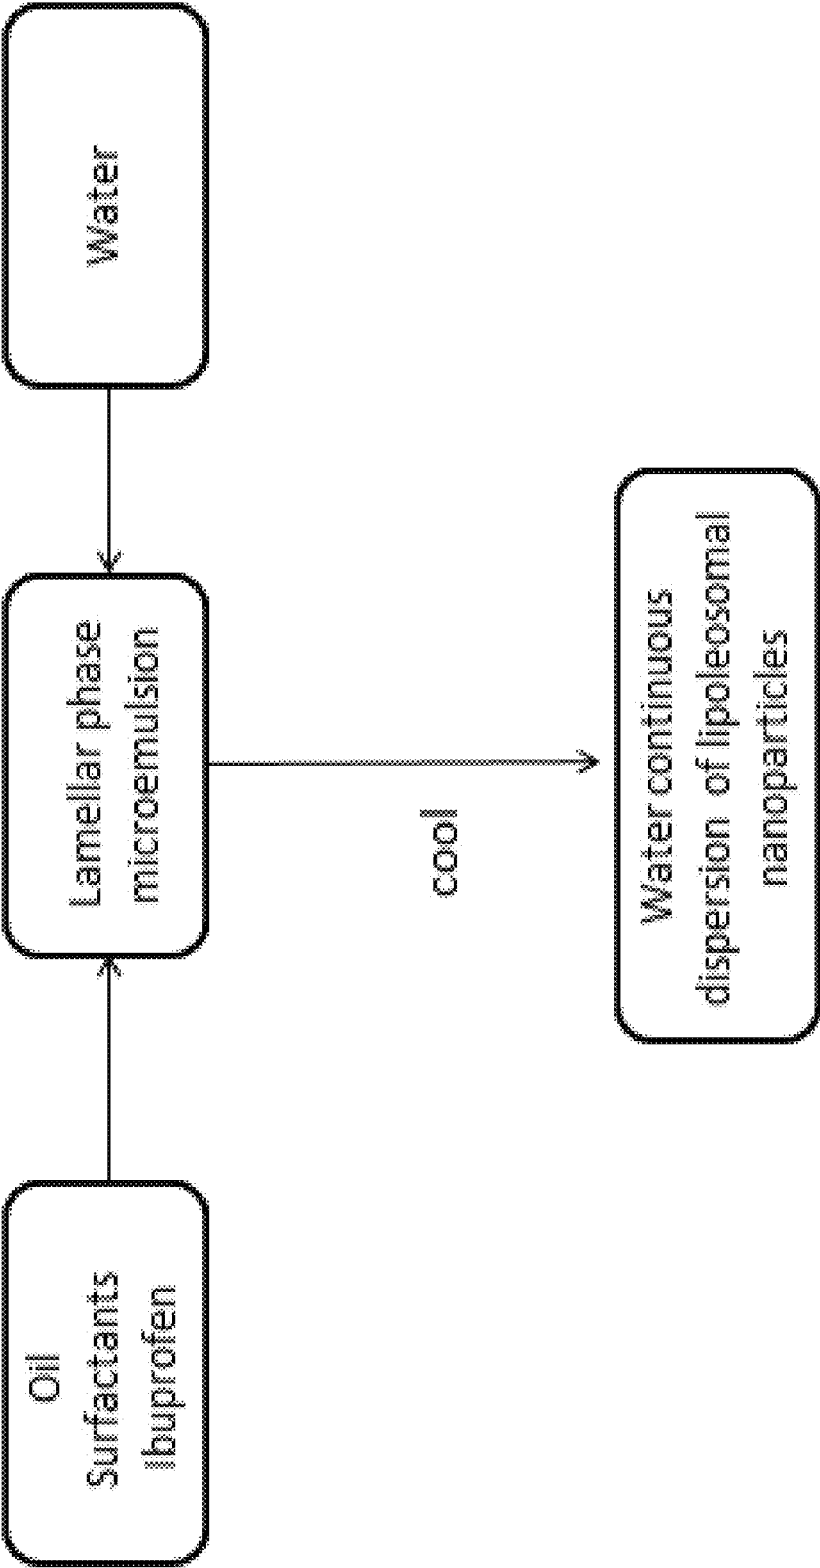 Oil
Surfactants
Ibuprofen
Lamellar phase
microemulsion
Water
cool
Water continuous
dispersion of lipoleosomal
nanoparticles